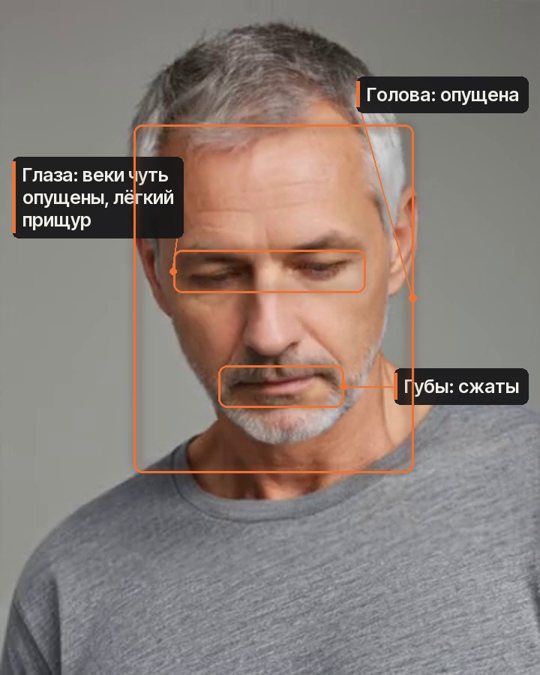 Голова: опущена
Глаза: веки чуть
опущены, лёгкий
прищур
Губы: сжаты